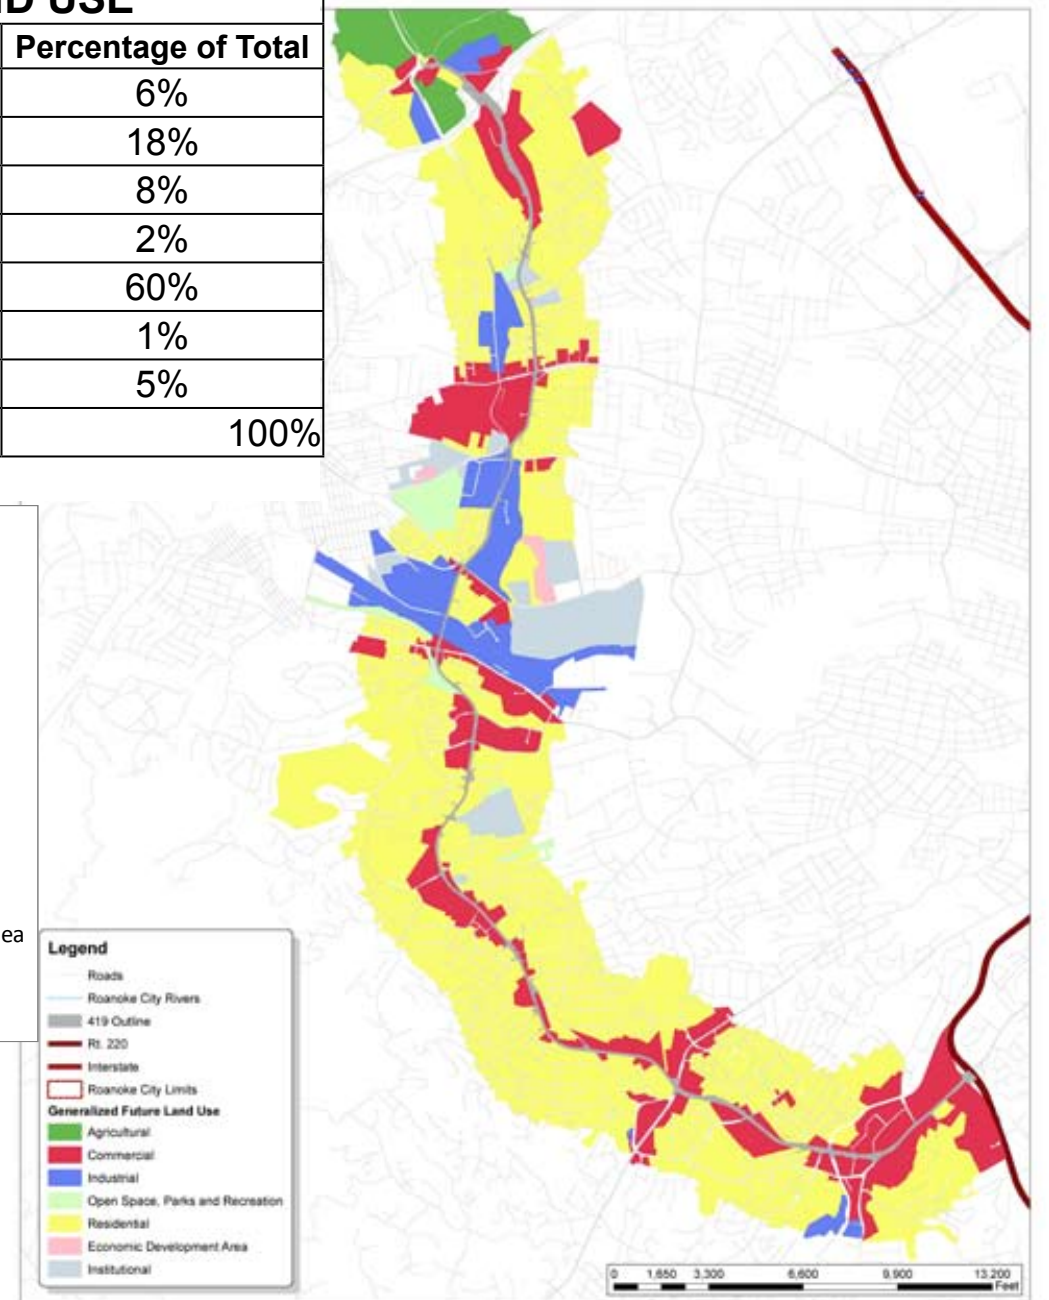 D USE
Percentage of Total
6%
18%
8%
2%
60%
1%
5%
100%
ea
Legend
Roads
Roanoke City Rivers
419 Outline
Rt. 220
Interstate
Roanoke City Limits
Generalized Future Land Use
Agricultural
Commercial
Industrial
Open Space, Parks and Recreation
Residential
Economic Development Area
Institutional
0 1,650 3,300 6,600 9,900 13,200
Feet